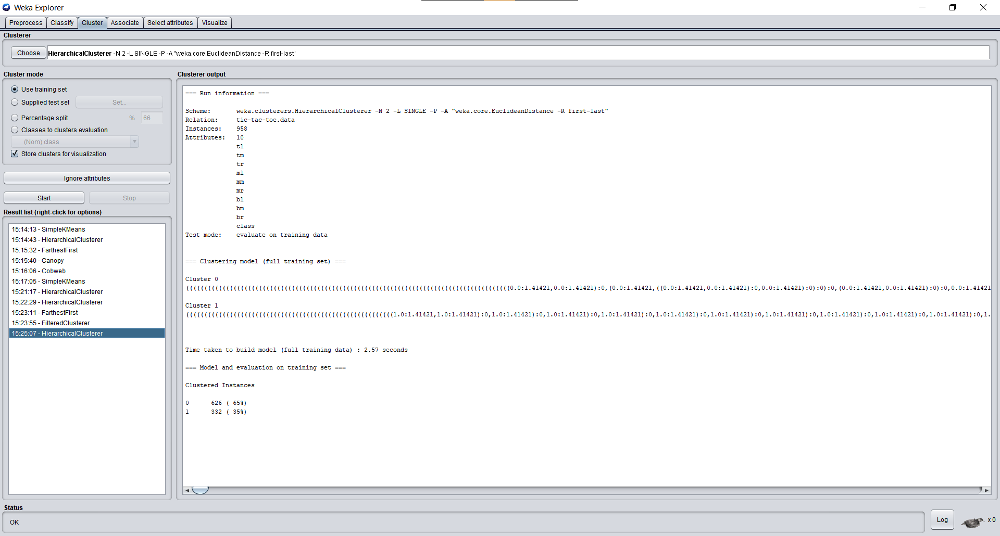 Weka Explorer
Preprocess Classify Cluster Associate Select attributes Visualize
Clusterer
Choose HierarchicalClusterer -N 2 -L SINGLE -P -A "weka.core.EuclideanDistance -R first-last"
Cluster mode
Use training set
Supplied test set Set...
Percentage split % 66
Classes to clusters evaluation
(Nom) class
Store clusters for visualization
Ignore attributes
Start Stop
Result list (right-click for options)
15:14:13 - SimpleKMeans
15:14:43 - HierarchicalClusterer
15:15:32 - FarthestFirst
15:15:40 - Canopy
15:16:06 - Cobweb
15:17:05 - SimpleKMeans
15:21:17 - HierarchicalClusterer
15:22:29 - HierarchicalClusterer
15:23:11 - FarthestFirst
15:23:55 - FilteredClusterer
15:25:07 - HierarchicalClusterer
Clusterer output
=== Run information ===
Scheme: weka.clusterers.HierarchicalClusterer -N 2 -L SINGLE -P -A "weka.core.EuclideanDistance -R first-last"
Relation: tic-tac-toe.data
Instances: 958
Attributes: 10
tl
tm
tr
ml
mm
mr
bl
bm
br
class
Test mode: evaluate on training data
=== Clustering model (full training set) ===
Cluster 0
(((((((((((((((((((((((((((((((((((((((((((((((((((((((((((((((((((((((((((((((((((((((((0.0:1.41421,0.0:1.41421):0,(0.0:1.41421,((0.0:1.41421,0.0:1.41421):0,0.0:1.41421):0):0):0,(0.0:1.41421,0.0:1.41421):0):0,0.0:1.41421
Cluster 1
(((((((((((((((((((((((((((((((((((((((((((((((((((((((((1.0:1.41421,1.0:1.41421):0,1.0:1.41421):0,1.0:1.41421):0,1.0:1.41421):0,1.0:1.41421):0,1.0:1.41421):0,1.0:1.41421):0,1.0:1.41421):0,1.0:1.41421):0,1.0:1.41421):0,1.
Time taken to build model (full training data) : 2.57 seconds
=== Model and evaluation on training set ===
Clustered Instances
0 626 ( 65%)
1 332 ( 35%)
Status
OK
Log x 0